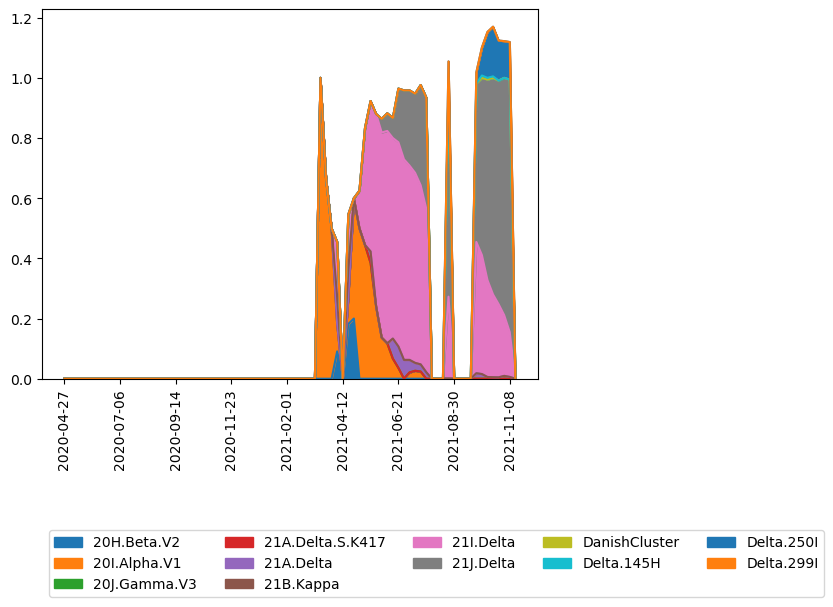 1.2
1.0
0.8
0.6
0.4
0.2
0.0
2020-04-27
2020-07-06
2020-09-14
2020-11-23
2021-02-01
2021-04-12
2021-06-21
2021-08-30
2021-11-08
20H.Beta.V2
20I.Alpha.V1
20J.Gamma.V3
21A.Delta.S.K417
21A.Delta
21B.Kappa
21I.Delta
21J.Delta
DanishCluster
Delta.145H
Delta.250I
Delta.299I